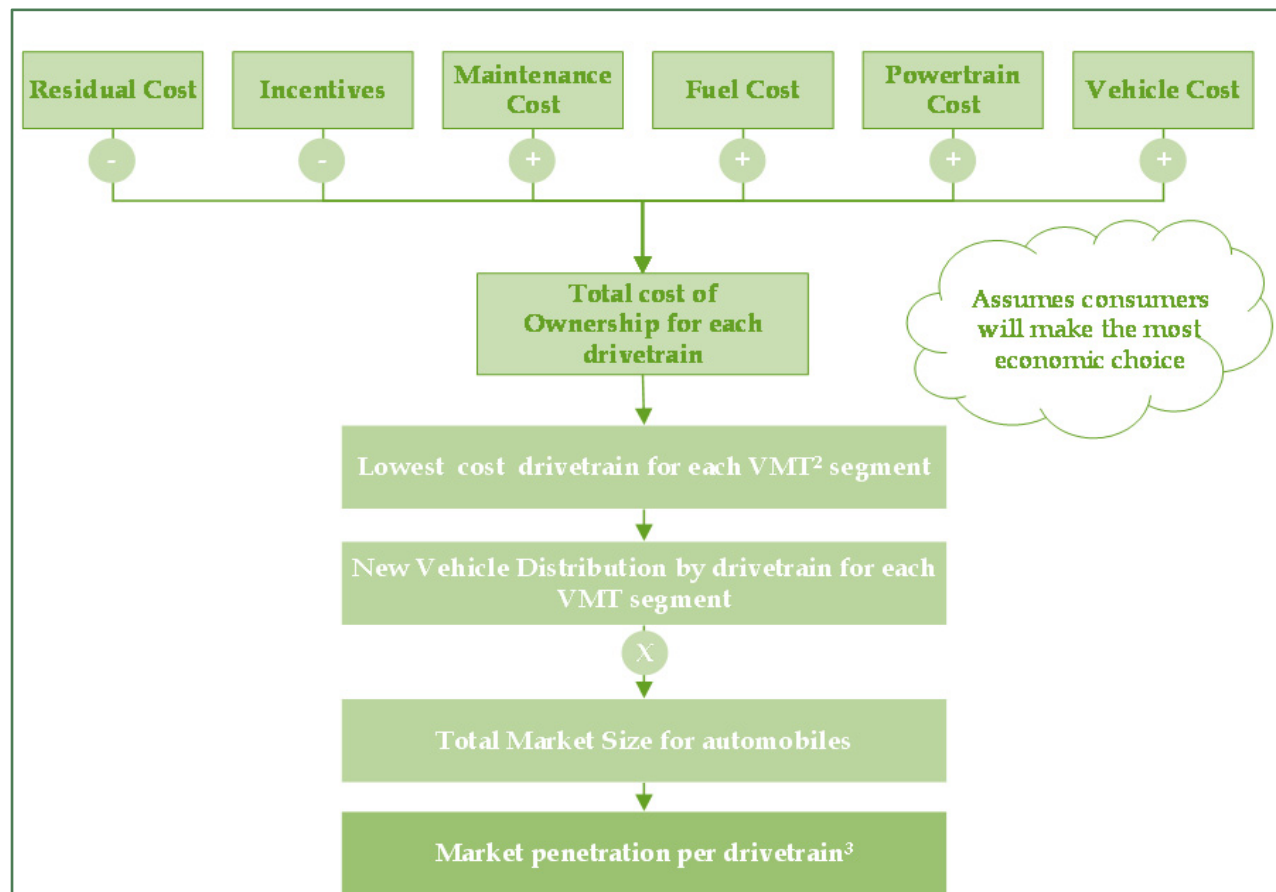 Residual Cost
Incentives
Maintenance
Cost
Fuel Cost
Powertrain
Cost
Vehicle Cost
-
-
+
+
+
+
Total cost of
Ownership for each
drivetrain
Assumes consumers
will make the most
economic choice
Lowest cost drivetrain for each VMT² segment
New Vehicle Distribution by drivetrain for each
VMT segment
X
Total Market Size for automobiles
Market penetration per drivetrain³